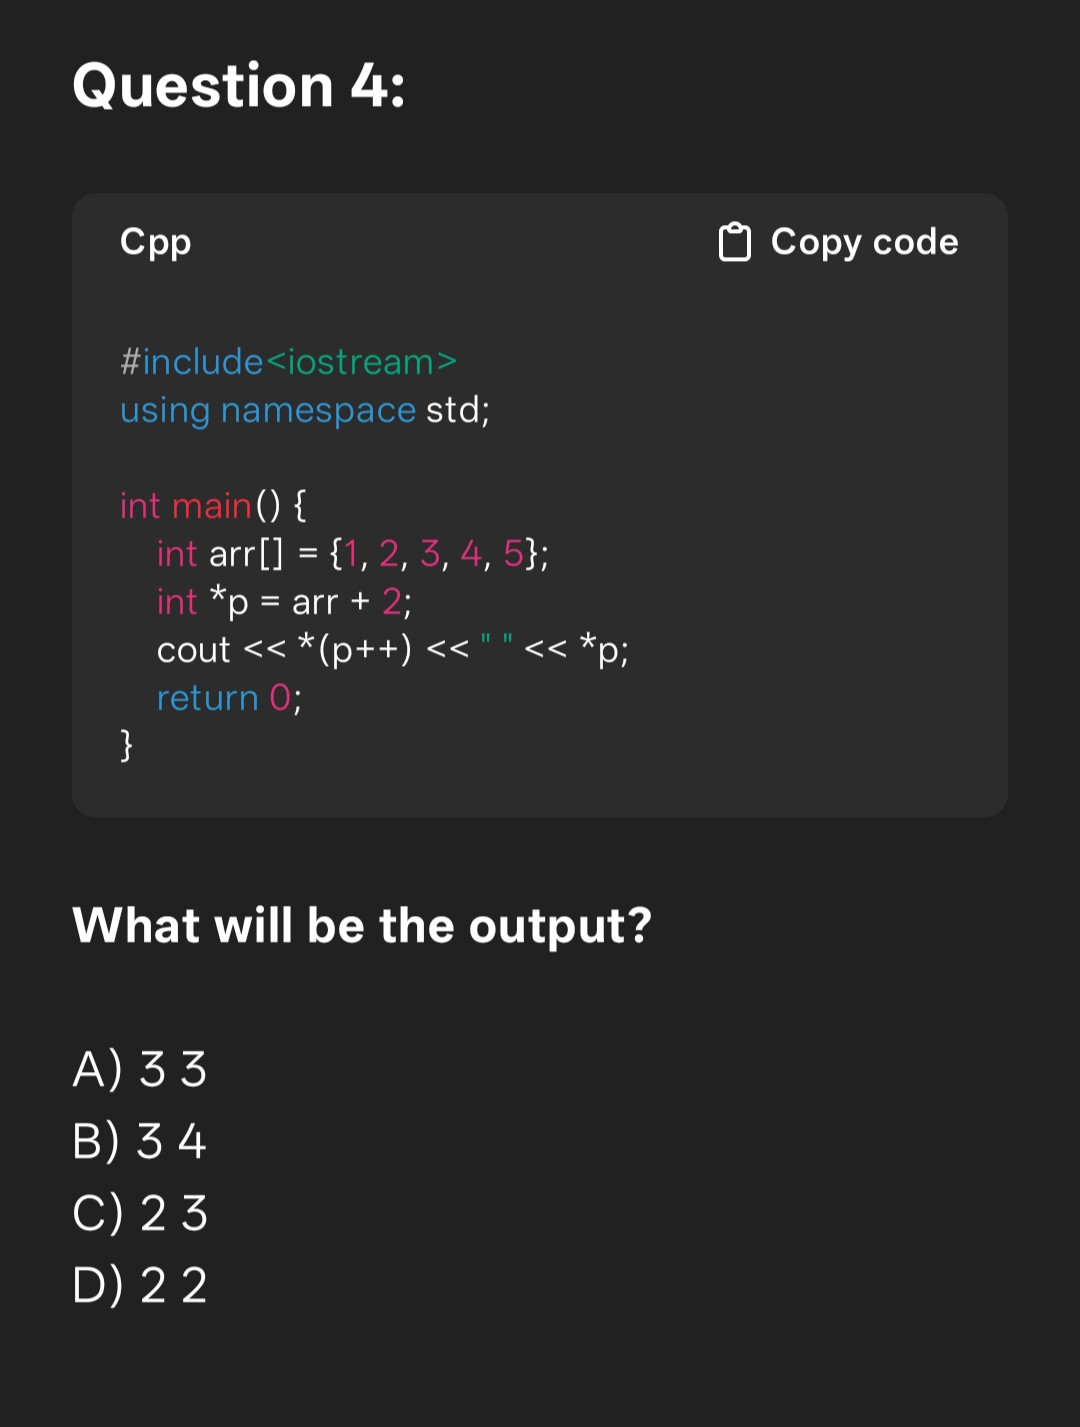 Question 4:
Cpp
Copy code
#include<iostream>
using namespace std;
int main() {
int arr[] = {1, 2, 3, 4, 5};
int *p = arr + 2;
cout << *(p++) << " " << *p;
return 0;
}
What will be the output?
A) 3 3
B) 3 4
C) 2 3
D) 2 2